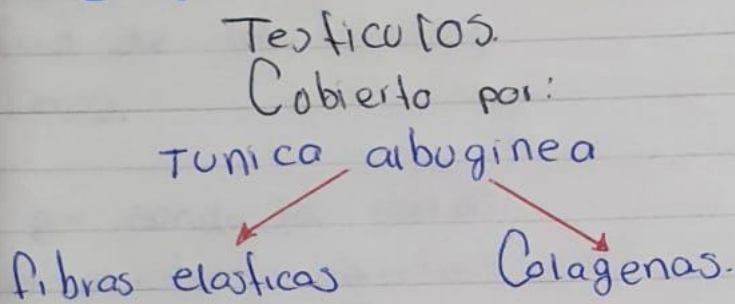 Testiculos.
Cobierto por:
Tunica albuginea
fibras elasticas Colagenas.